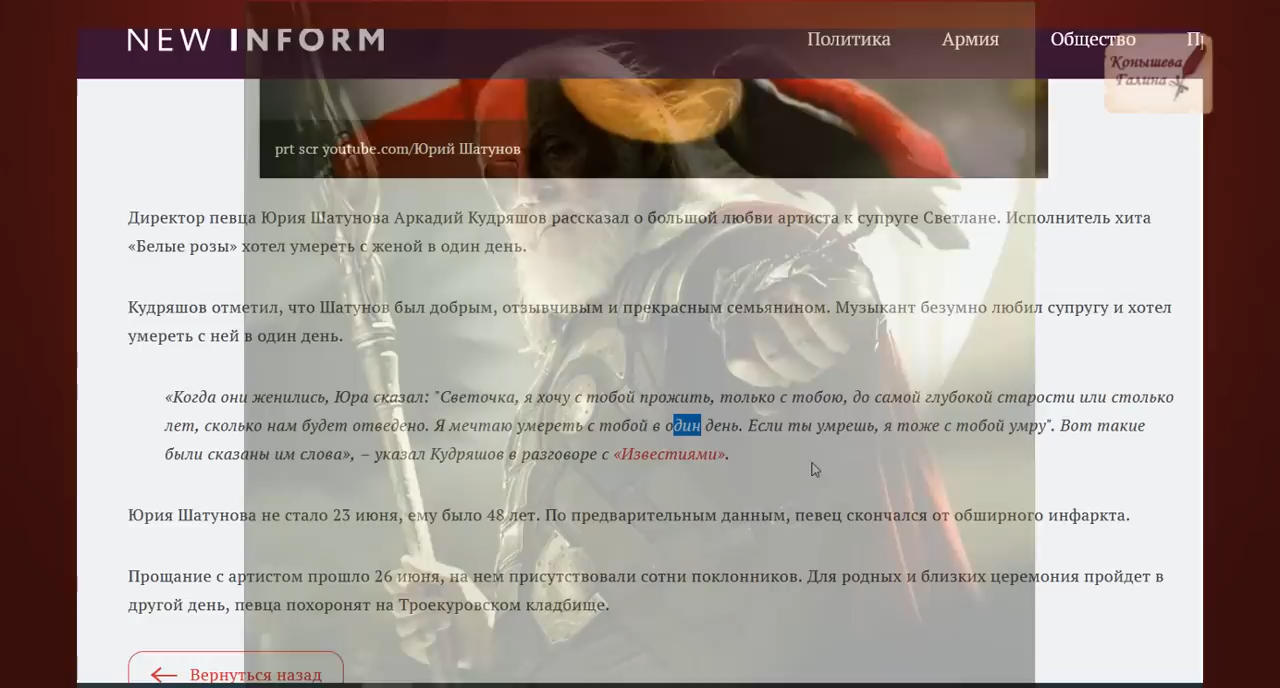 NEW INFORM
Политика Армия Общество
Конышева
Галина
prt scr youtube.com/Юрий Шатунов
Директор певца Юрия Шатунова Аркадий Кудряшов рассказал о большой любви артиста к супруге Светлане. Исполнитель хита
«Белые розы» хотел умереть с женой в один день.
Кудряшов отметил, что Шатунов был добрым, отзывчивым и прекрасным семьянином. Музыкант безумно любил супругу и хотел
умереть с ней в один день.
«Когда они женились, Юра сказал: "Светочка, я хочу с тобой прожить, только с тобою, до самой глубокой старости или столько
лет, сколько нам будет отведено. Я мечтаю умереть с тобой в один день. Если ты умрешь, я тоже с тобой умру". Вот такие
были сказаны им слова», – указал Кудряшов в разговоре с «Известиями».
Юрия Шатунова не стало 23 июня, ему было 48 лет. По предварительным данным, певец скончался от обширного инфаркта.
Прощание с артистом прошло 26 июня, на нем присутствовали сотни поклонников. Для родных и близких церемония пройдет в
другой день, певца похоронят на Троекуровском кладбище.
Вернуться назад